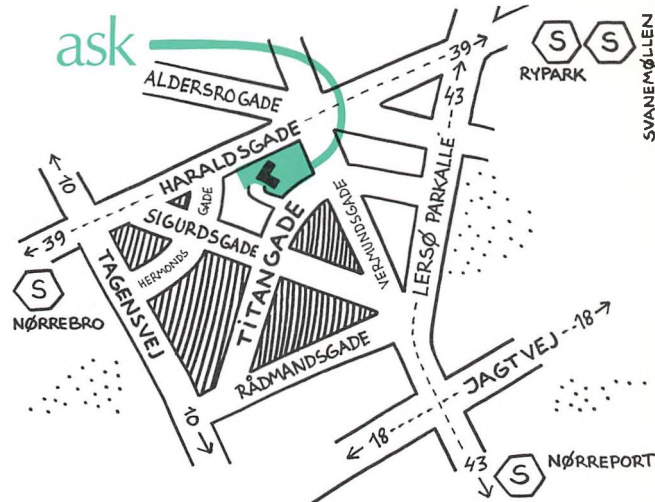 ask
39
S S
RYPARK
SVANEMØLLEN
ALDERSROGADE
43
HARALDSGADE
10
GADE
SIGURDSGADE
HERMONDS
TITANGADE
VERMUNDSGADE
LERSØ PARKALLÉ
39
S
NØRREBRO
TAGENSVEJ
RÅDMANDSGADE
18
JAGTVEJ
10
18
43
S
NØRREPORT